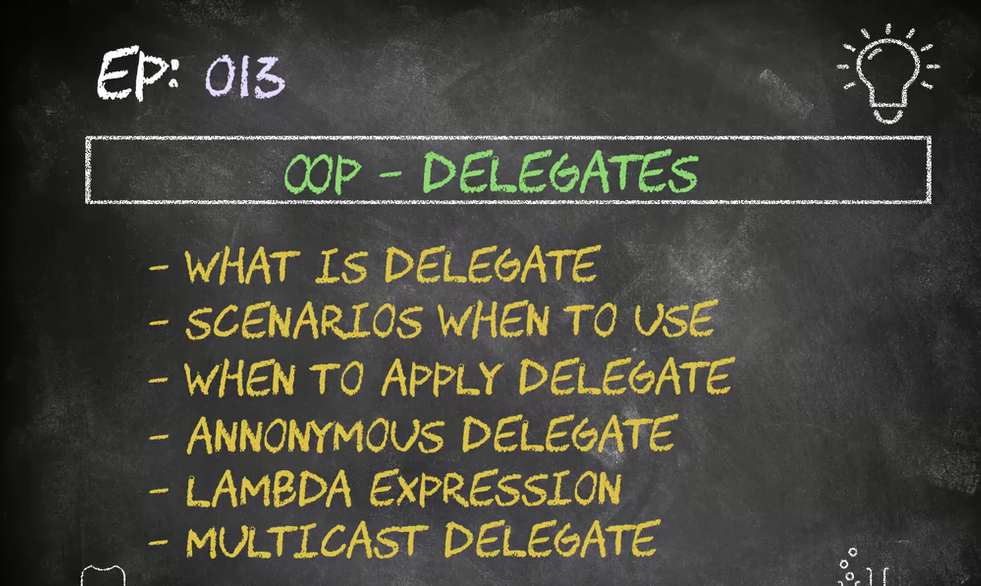 EP: 013
OOP - DELEGATES
- WHAT IS DELEGATE
- SCENARIOS WHEN TO USE
- WHEN TO APPLY DELEGATE
- ANNONYMOUS DELEGATE
- LAMBDA EXPRESSION
- MULTICAST DELEGATE